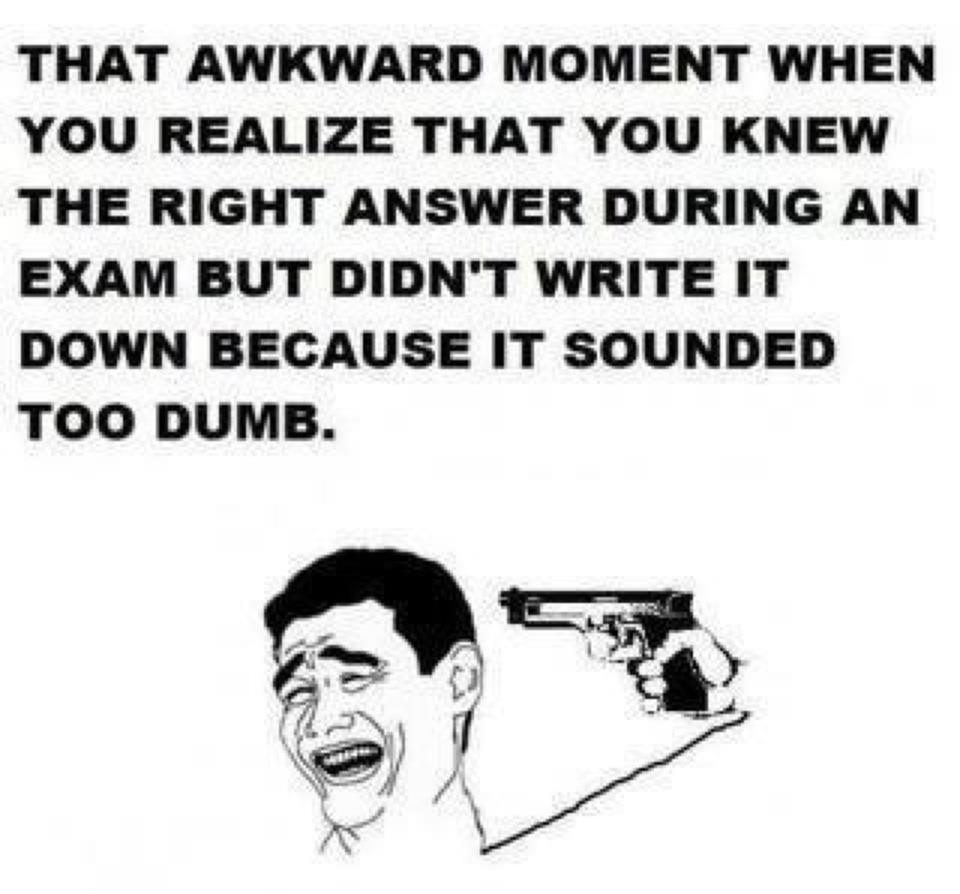 THAT AWKWARD MOMENT WHEN
YOU REALIZE THAT YOU KNEW
THE RIGHT ANSWER DURING AN
EXAM BUT DIDN'T WRITE IT
DOWN BECAUSE IT SOUNDED
TOO DUMB.